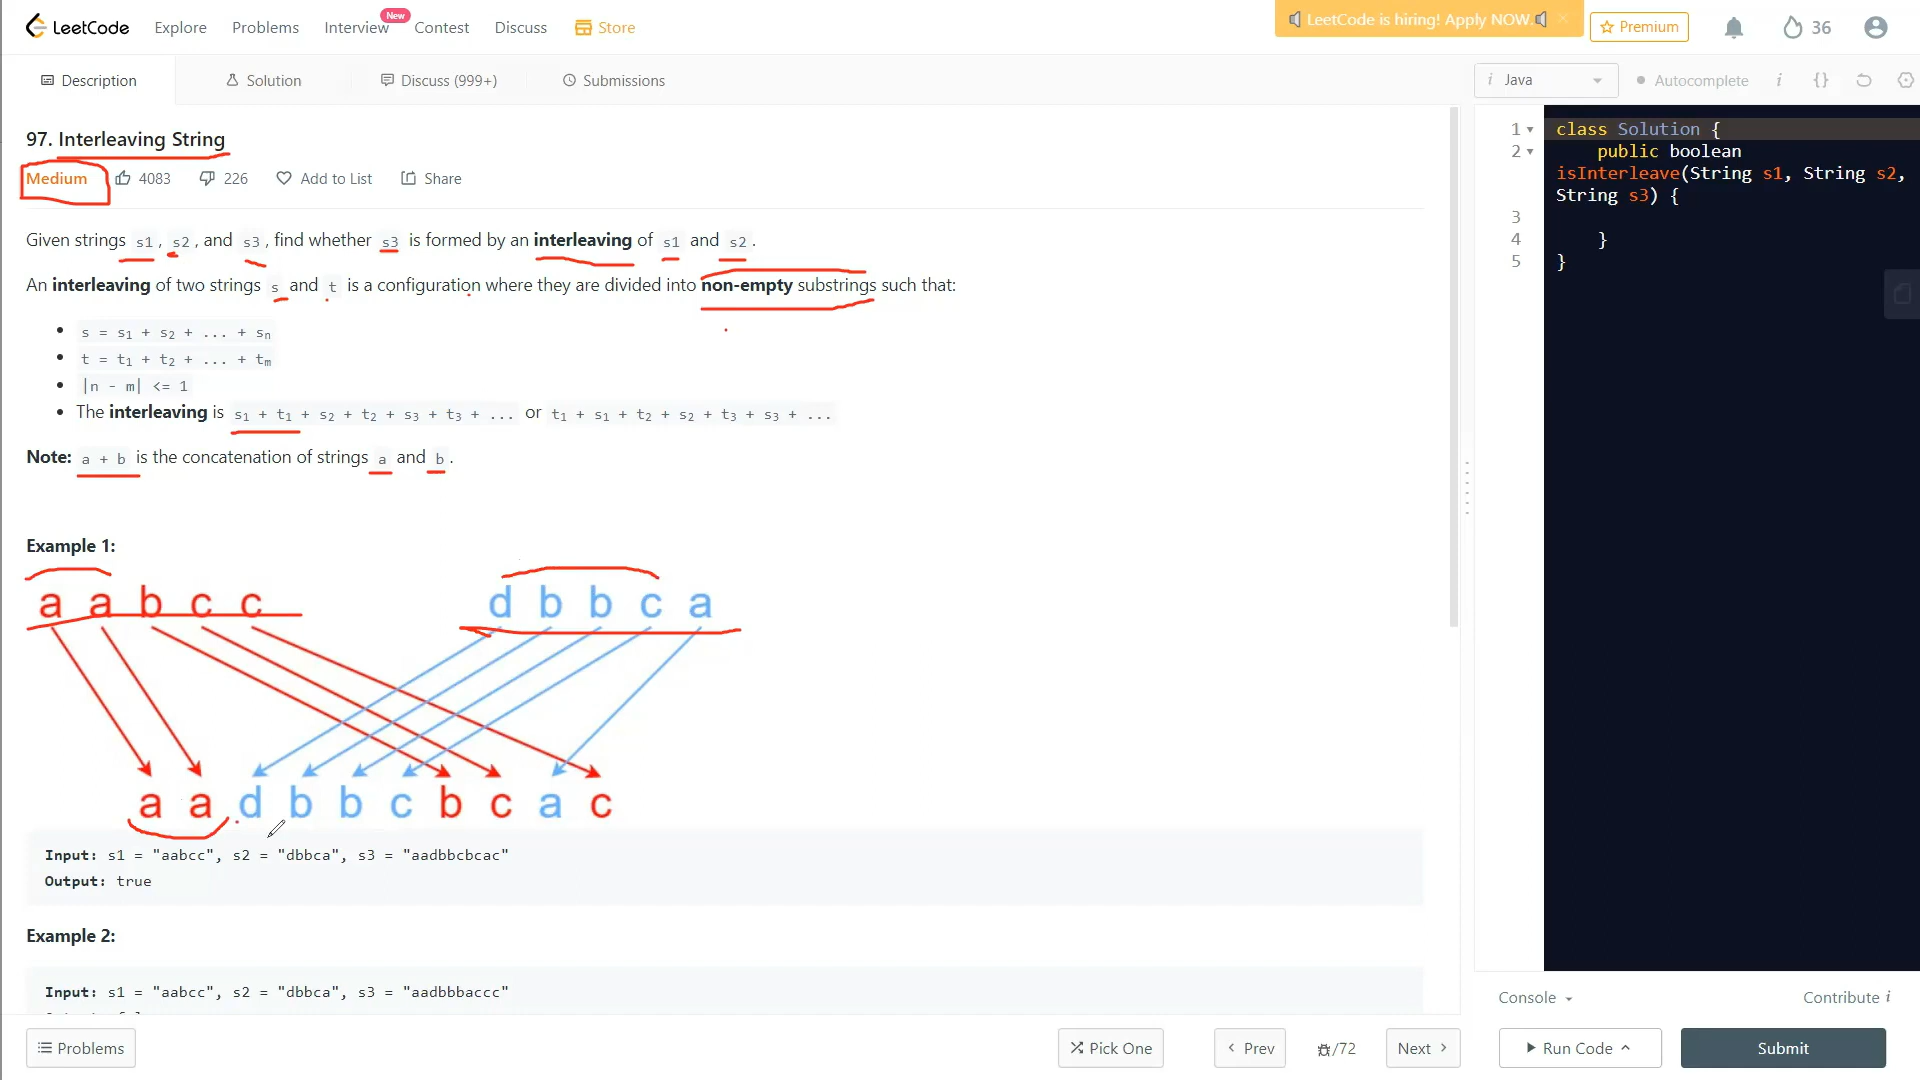 LeetCode Explore Problems Interview New Contest Discuss Store LeetCode is hiring! Apply NOW. Premium 36
Description Solution Discuss (999+) Submissions i Java Autocomplete i {}
97. Interleaving String
Medium 4083 226 Add to List Share
Given strings s1, s2, and s3, find whether s3 is formed by an interleaving of s1 and s2.
An interleaving of two strings s and t is a configuration where they are divided into non-empty substrings such that:
• s = s1 + s2 + ... + sn
• t = t1 + t2 + ... + tm
• |n - m| <= 1
• The interleaving is s1 + t1 + s2 + t2 + s3 + t3 + ... or t1 + s1 + t2 + s2 + t3 + s3 + ...
Note: a + b is the concatenation of strings a and b.
Example 1:
a a b c c d b b c a
a a d b b c b c a c
Input: s1 = "aabcc", s2 = "dbbca", s3 = "aadbbcbcac"
Output: true
Example 2:
Input: s1 = "aabcc", s2 = "dbbca", s3 = "aadbbbaccc"
Problems Pick One < Prev /72 Next >
1 class Solution {
2 public boolean
isInterleave(String s1, String s2,
String s3) {
3
4 }
5 }
Console Contribute i
Run Code Submit